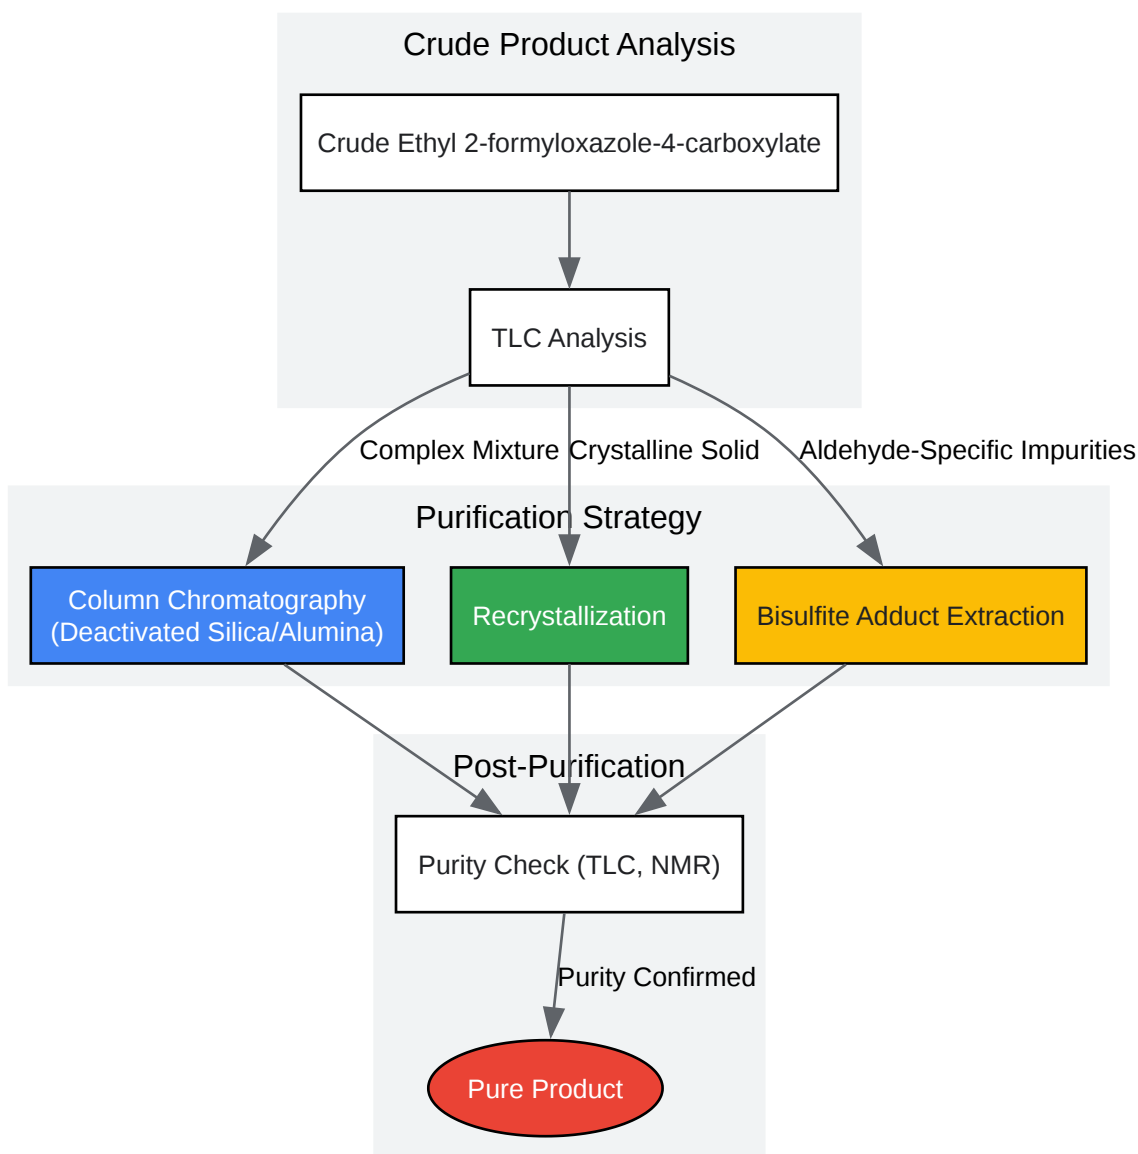 Crude Product Analysis
Crude Ethyl 2-formyloxazole-4-carboxylate
TLC Analysis
Complex Mixture
Crystalline Solid
Aldehyde-Specific Impurities
Purification Strategy
Column Chromatography
(Deactivated Silica/Alumina)
Recrystallization
Bisulfite Adduct Extraction
Post-Purification
Purity Check (TLC, NMR)
Purity Confirmed
Pure Product